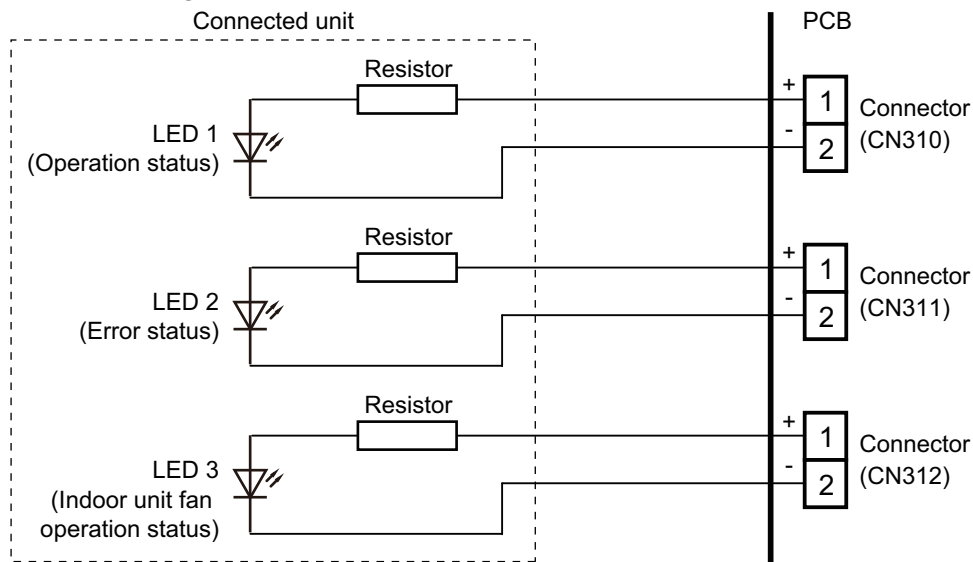 Connected unit
PCB
Resistor
LED 1
(Operation status)
+
-
1
2
Connector
(CN310)
Resistor
LED 2
(Error status)
+
-
1
2
Connector
(CN311)
Resistor
LED 3
(Indoor unit fan
operation status)
+
-
1
2
Connector
(CN312)